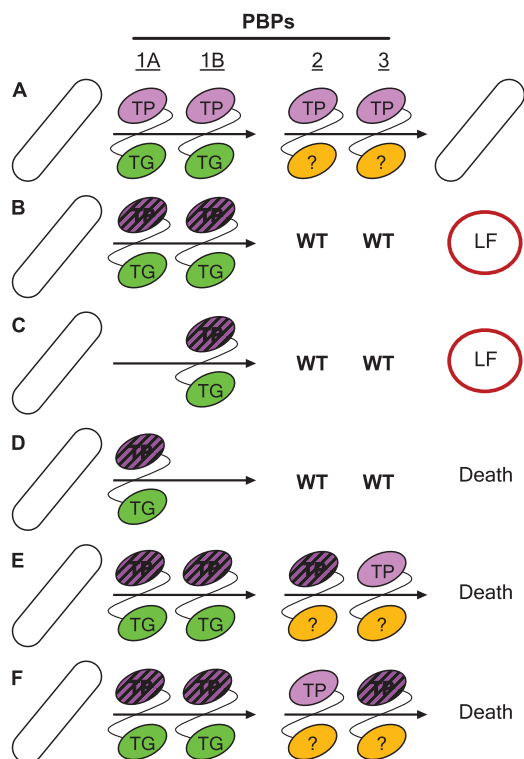 PBPs
1A 1B 2 3
A TP TP TP TP
TG TG ? ?
B TP TP WT WT LF
TG TG
C TP WT WT LF
TG
D TP WT WT Death
TG
E TP TP TP TP Death
TG TG ? ?
F TP TP TP TP Death
TG TG ? ?